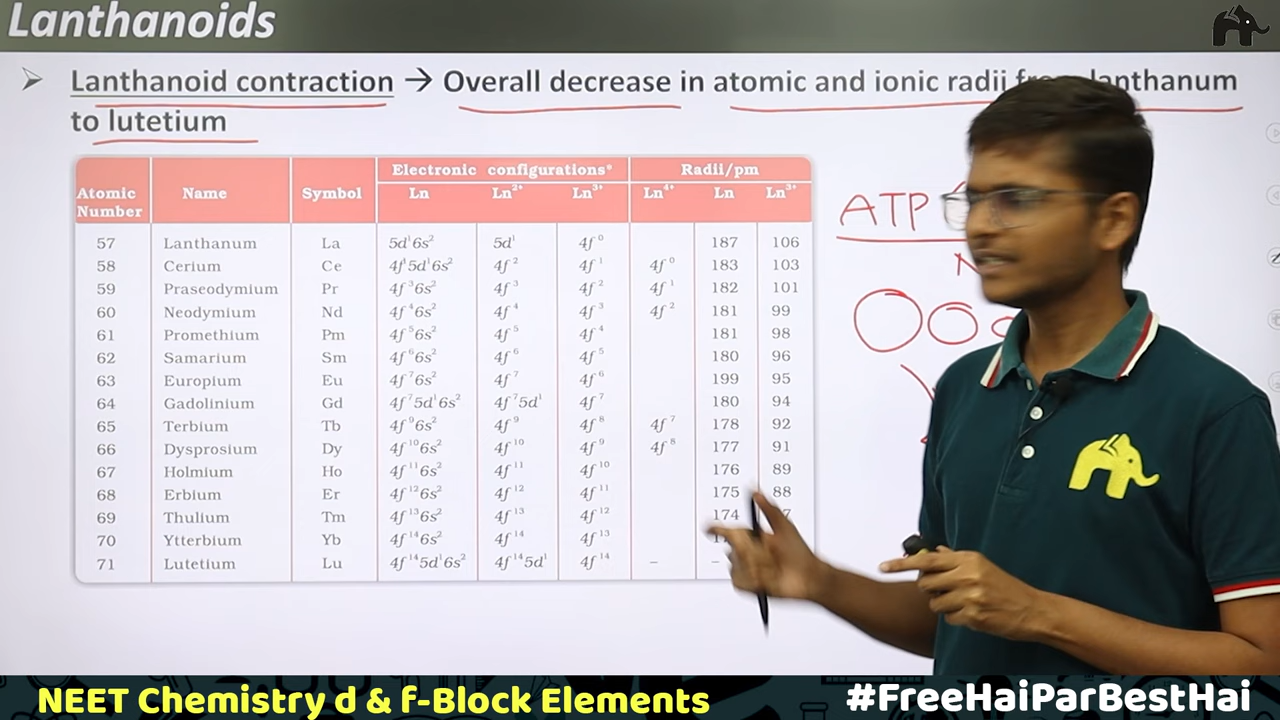 Lanthanoids
Lanthanoid contraction → Overall decrease in atomic and ionic radii lanthanum
to lutetium
Electronic configurations* Radii/pm
Atomic Number Name Symbol Ln Ln²⁺ Ln³⁺ Ln⁴⁺ Ln Ln³⁺
57 Lanthanum La 5d¹6s² 5d¹ 4f⁰ 187 106
58 Cerium Ce 4f¹5d¹6s² 4f² 4f¹ 4f⁰ 183 103
59 Praseodymium Pr 4f³6s² 4f³ 4f² 4f¹ 182 101
60 Neodymium Nd 4f⁴6s² 4f⁴ 4f³ 4f² 181 99
61 Promethium Pm 4f⁵6s² 4f⁵ 4f⁴ 181 98
62 Samarium Sm 4f⁶6s² 4f⁶ 4f⁵ 180 96
63 Europium Eu 4f⁷6s² 4f⁷ 4f⁶ 199 95
64 Gadolinium Gd 4f⁷5d¹6s² 4f⁷5d¹ 4f⁷ 180 94
65 Terbium Tb 4f⁹6s² 4f⁹ 4f⁸ 4f⁷ 178 92
66 Dysprosium Dy 4f¹⁰6s² 4f¹⁰ 4f⁹ 4f⁸ 177 91
67 Holmium Ho 4f¹¹6s² 4f¹¹ 4f¹⁰ 176 89
68 Erbium Er 4f¹²6s² 4f¹² 4f¹¹ 175 88
69 Thulium Tm 4f¹³6s² 4f¹³ 4f¹² 174
70 Ytterbium Yb 4f¹⁴6s² 4f¹⁴ 4f¹³
71 Lutetium Lu 4f¹⁴5d¹6s² 4f¹⁴5d¹ 4f¹⁴ – –
ATP
NEET Chemistry d & f-Block Elements
#FreeHaiParBestHai